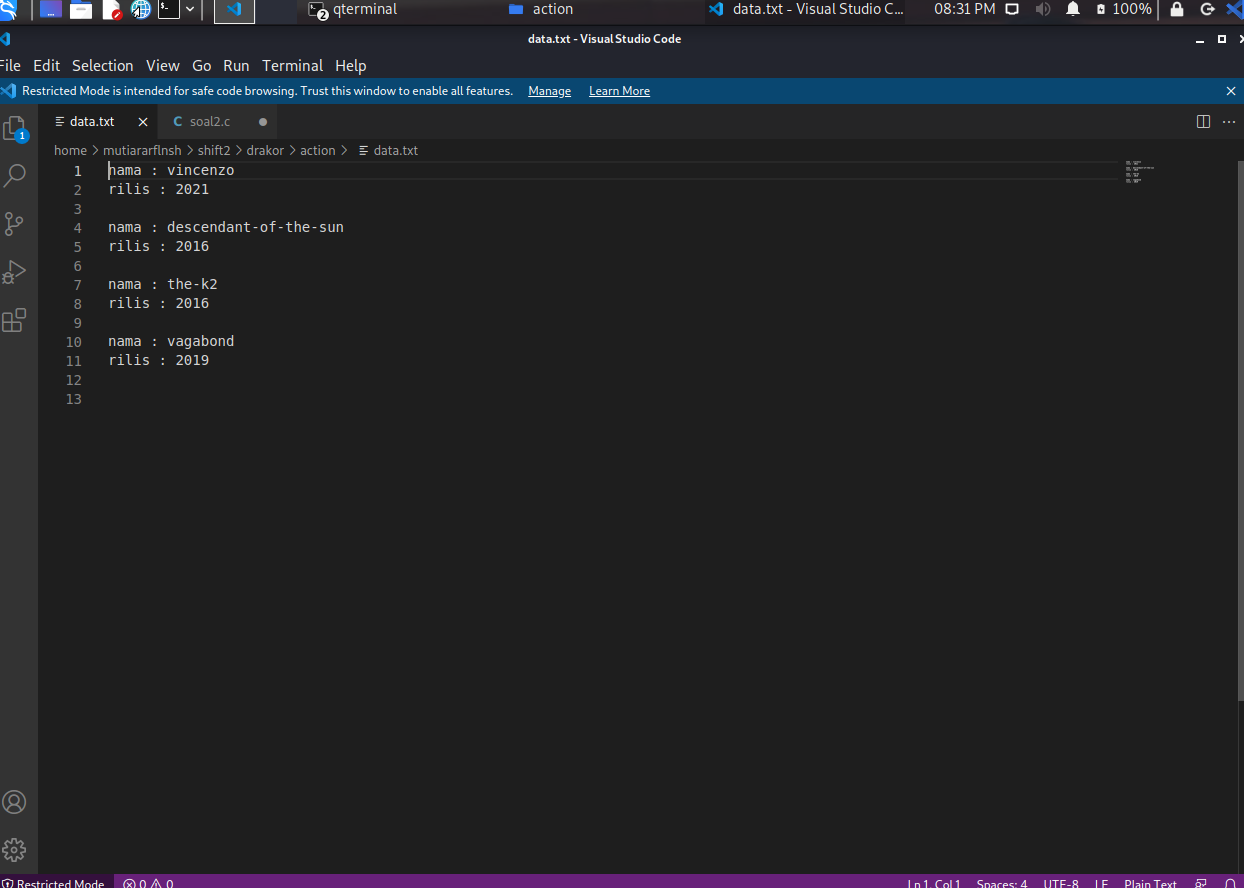 2 qterminal action data.txt - Visual Studio C... 08:31 PM 100%
data.txt - Visual Studio Code
File Edit Selection View Go Run Terminal Help
Restricted Mode is intended for safe code browsing. Trust this window to enable all features. Manage Learn More
data.txt C soal2.c
1
home > mutiararflnsh > shift2 > drakor > action > data.txt
1 nama : vincenzo
2 rilis : 2021
3
4 nama : descendant-of-the-sun
5 rilis : 2016
6
7 nama : the-k2
8 rilis : 2016
9
10 nama : vagabond
11 rilis : 2019
12
13
Restricted Mode 0 0 Ln 1, Col 1 Spaces: 4 UTF-8 LF Plain Text